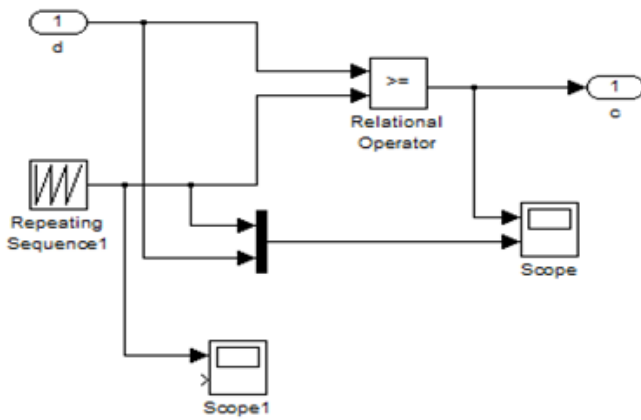 1
d
>=
Relational
Operator
1
c
Repeating
Sequence1
Scope
Scope1